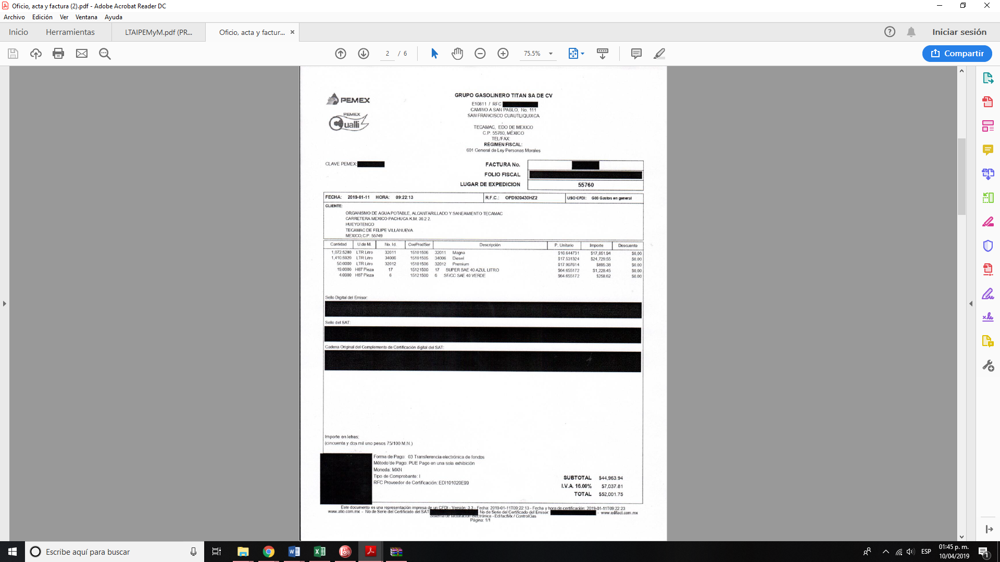 Oficio, acta y factura (2).pdf - Adobe Acrobat Reader DC
Archivo Edición Ver Ventana Ayuda
Inicio Herramientas LTAIPEMyM.pdf (PR... Oficio, acta y factur... × Iniciar sesión
2 / 6 75.5% Compartir
PEMEX
PEMEX
Qualli
GRUPO GASOLINERO TITAN SA DE CV
E10811 / RFC
CAMINO A SAN PABLO, No. 111
SAN FRANCISCO CUAUTLIQUIXCA
TECAMAC, EDO DE MEXICO
C.P. 55760, MÉXICO
TEL/FAX:
RÉGIMEN FISCAL:
601 General de Ley Personas Morales
CLAVE PEMEX:
FACTURA No.
FOLIO FISCAL
LUGAR DE EXPEDICION 55760
FECHA: 2019-01-11 HORA: 09:22:13 R.F.C.: OPD920430HZ2 USO CFDI: G03 Gastos en general
CLIENTE:
ORGANISMO DE AGUA POTABLE, ALCANTARILLADO Y SANEAMIENTO TECAMAC
CARRETERA MEXICO PACHUCA K.M. 36.2 2.
HUEYOTENCO
TECAMAC DE FELIPE VILLANUEVA
MEXICO, C.P. 55749
Cantidad U.de M. No. Id. CveProdSer Descripción P. Unitario Importe Descuento
1,072.5280 LTR Litro 32011 15101506 32011 Magna $16.644731 $17,851.94 $0.00
1,410.5920 LTR Litro 34006 15101505 34006 Diesel $17.531324 $24,729.55 $0.00
50.0000 LTR Litro 32012 15101506 32012 Premium $17.907614 $895.38 $0.00
19.0000 H87 Pieza 17 15121500 17 SUPER SAE 40 AZUL LITRO $64.655172 $1,228.45 $0.00
4.0000 H87 Pieza 6 15121500 6 SF/CC SAE 40 VERDE $64.655172 $258.62 $0.00
Sello Digital del Emisor:
Sello del SAT:
Cadena Original del Complemento de Certificación digital del SAT:
Importe en letras:
(cincuenta y dos mil uno pesos 75/100 M.N.)
Forma de Pago: 03 Transferencia electrónica de fondos
Método de Pago: PUE Pago en una sola exhibición
Moneda: MXN
Tipo de Comprobante: I
RFC Proveedor de Certificación: EDI101020E99
SUBTOTAL $44,963.94
I.V.A. 16.00% $7,037.81
TOTAL $52,001.75
Este documento es una representación impresa de un CFDI - Versión: 3.3 - Fecha: 2019-01-11T09:22:13 - Fecha y hora de certificación: 2019-01-11T09:22:23
www.atio.com.mx - No de Serie del Certificado del SAT: No de Serie del Certificado del Emisor: - www.edifact.com.mx
Sistema de facturación electrónica - EdifactMx / ControlGas
Página: 1/1
Escribe aquí para buscar ESP 01:45 p. m.
10/04/2019
1